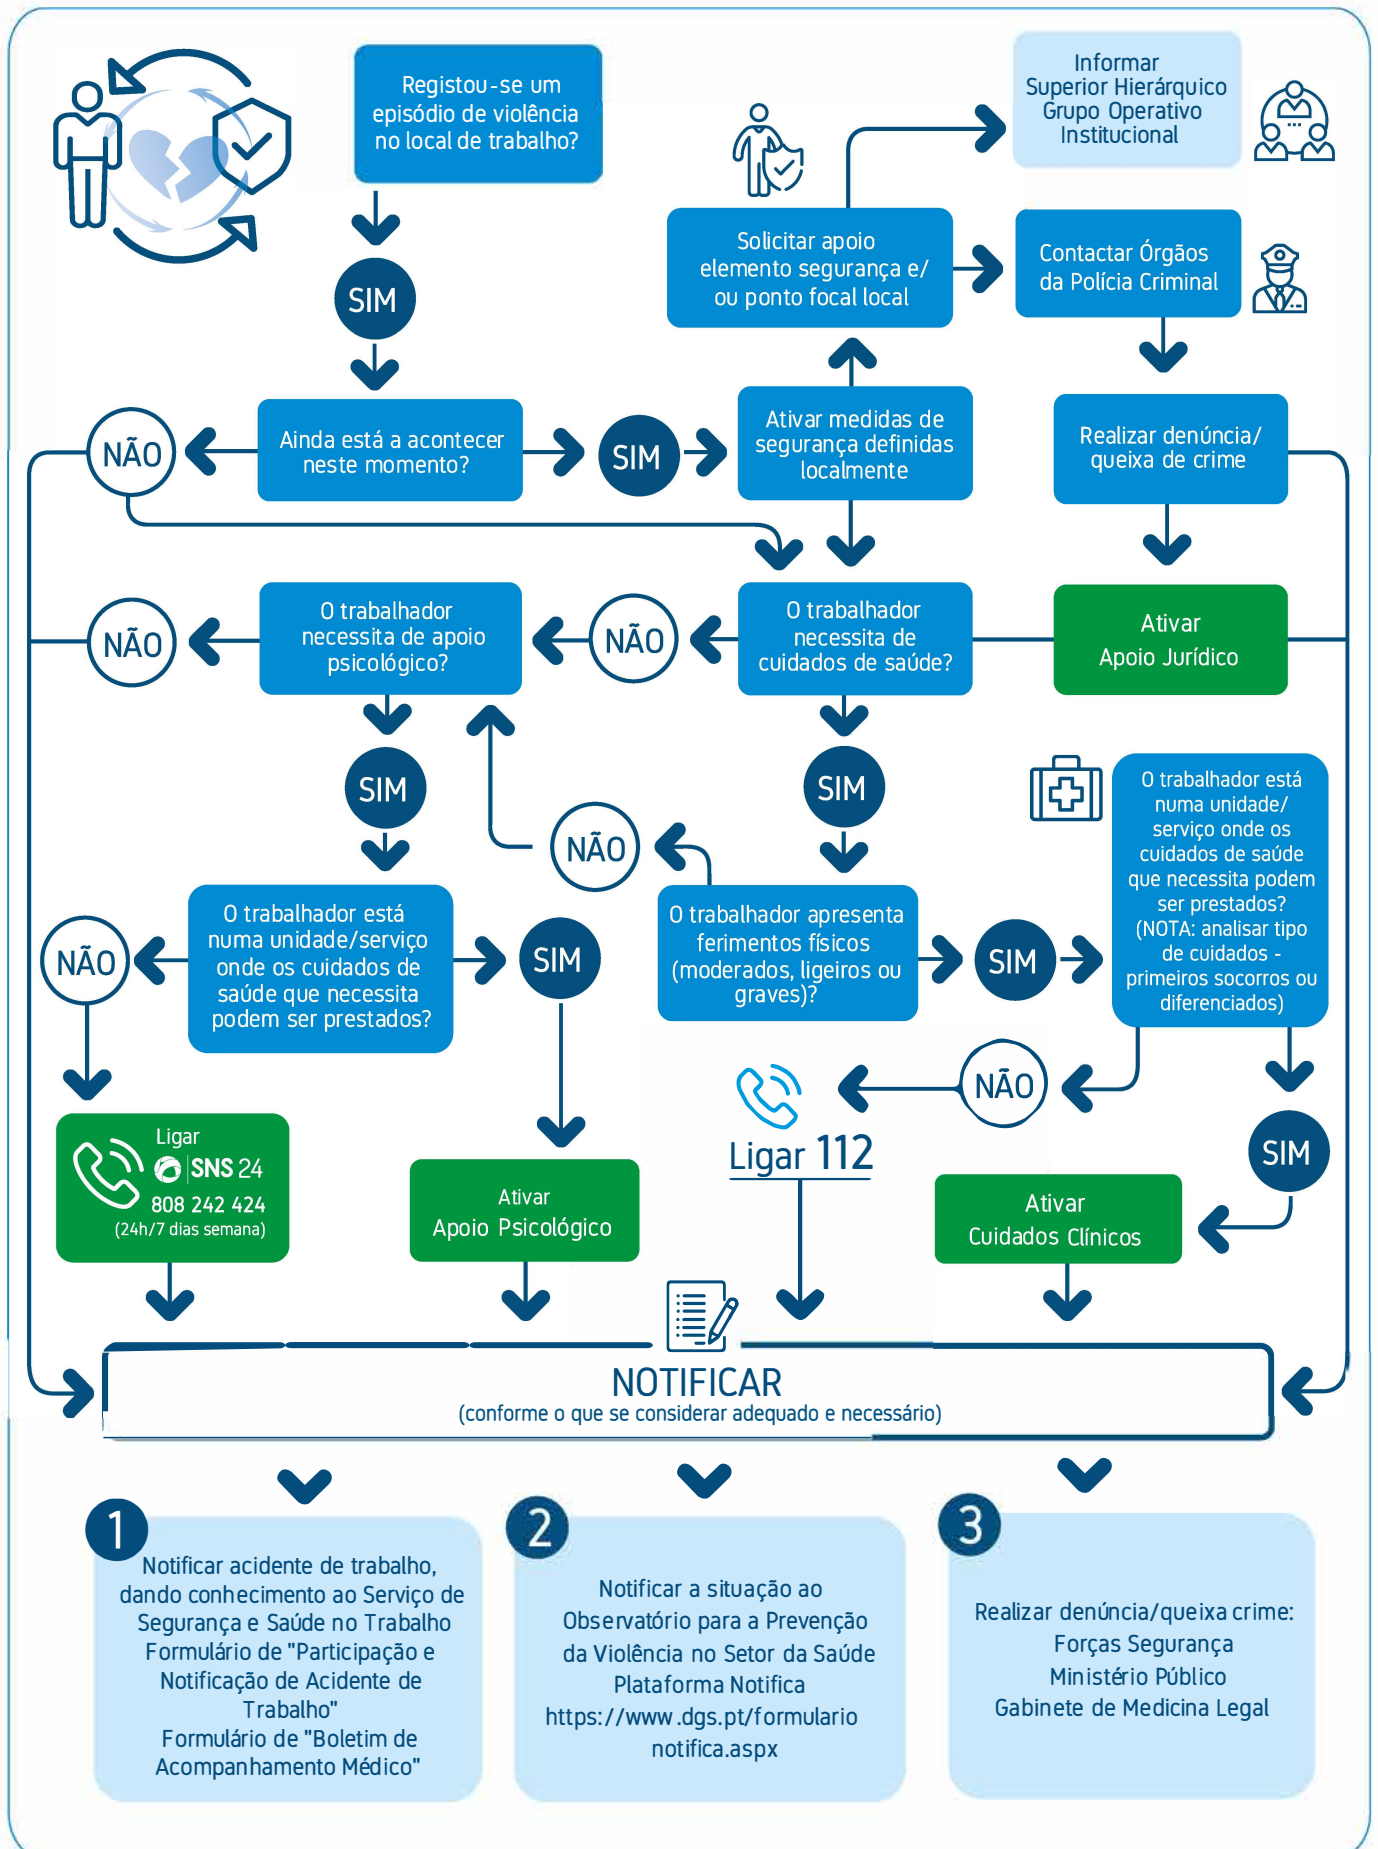 Registou-se um
episódio de violência
no local de trabalho?
Informar
Superior Hierárquico
Grupo Operativo
Institucional
SIM
Solicitar apoio
elemento segurança e/
ou ponto focal local
Contactar Órgãos
da Polícia Criminal
NÃO
Ainda está a acontecer
neste momento?
SIM
Ativar medidas de
segurança definidas
localmente
Realizar denúncia/
queixa de crime
NÃO
O trabalhador
necessita de apoio
psicológico?
NÃO
O trabalhador
necessita de
cuidados de saúde?
Ativar
Apoio Jurídico
SIM
SIM
NÃO
O trabalhador está
numa unidade/
serviço onde os
cuidados de saúde
que necessita podem
ser prestados?
(NOTA: analisar tipo
de cuidados -
primeiros socorros ou
diferenciados)
NÃO
O trabalhador está
numa unidade/serviço
onde os cuidados de
saúde que necessita
podem ser prestados?
SIM
O trabalhador apresenta
ferimentos físicos
(moderados, ligeiros ou
graves)?
SIM
NÃO
SIM
Ligar
SNS 24
808 242 424
(24h/7 dias semana)
Ativar
Apoio Psicológico
Ligar 112
Ativar
Cuidados Clínicos
NOTIFICAR
(conforme o que se considerar adequado e necessário)
1
Notificar acidente de trabalho,
dando conhecimento ao Serviço de
Segurança e Saúde no Trabalho
Formulário de "Participação e
Notificação de Acidente de
Trabalho"
Formulário de "Boletim de
Acompanhamento Médico"
2
Notificar a situação ao
Observatório para a Prevenção
da Violência no Setor da Saúde
Plataforma Notifica
https://www.dgs.pt/formulario
notifica.aspx
3
Realizar denúncia/queixa crime:
Forças Segurança
Ministério Público
Gabinete de Medicina Legal